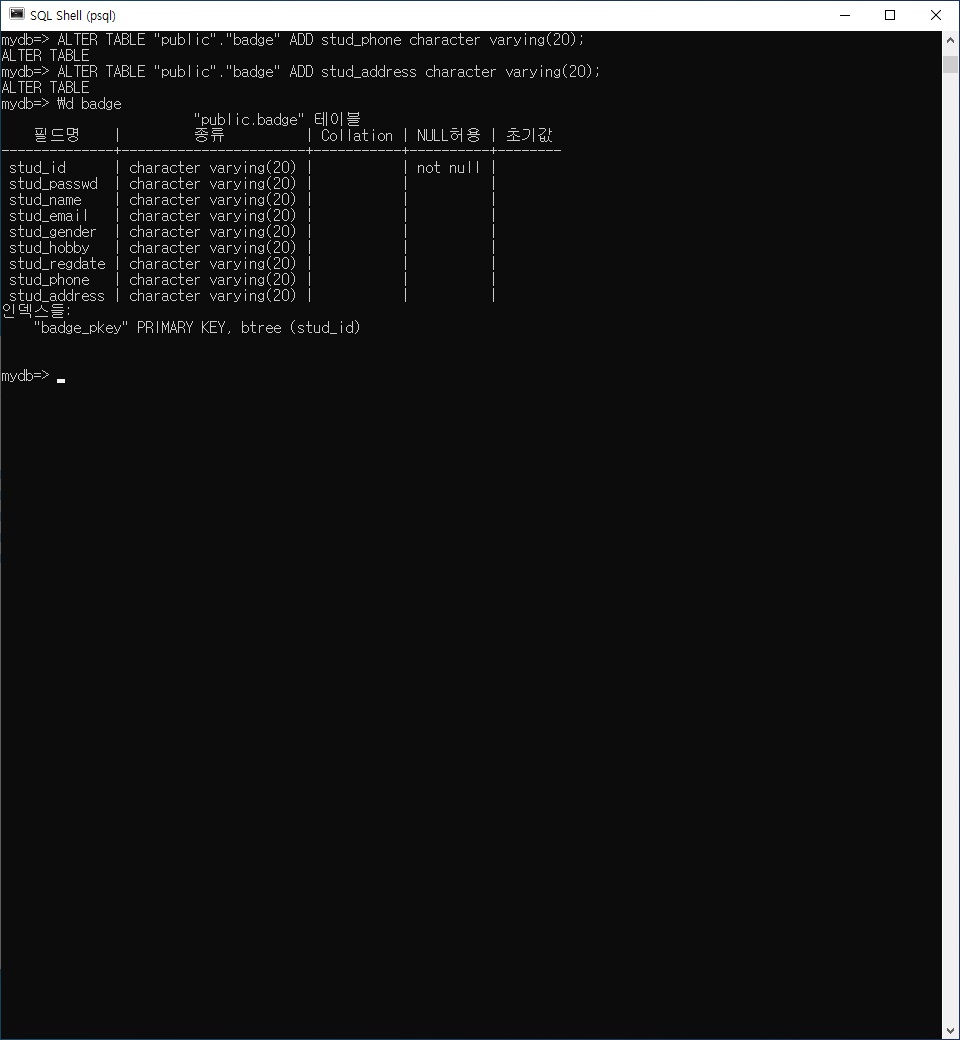 SQL Shell (psql)
mydb=> ALTER TABLE "public"."badge" ADD stud_phone character varying(20);
ALTER TABLE
mydb=> ALTER TABLE "public"."badge" ADD stud_address character varying(20);
ALTER TABLE
mydb=> ₩d badge
"public.badge" 테이블
필드명 | 종류 | Collation | NULL허용 | 초기값
--------------+-----------------------+-----------+----------+--------
stud_id | character varying(20) | | not null |
stud_passwd | character varying(20) | | |
stud_name | character varying(20) | | |
stud_email | character varying(20) | | |
stud_gender | character varying(20) | | |
stud_hobby | character varying(20) | | |
stud_regdate | character varying(20) | | |
stud_phone | character varying(20) | | |
stud_address | character varying(20) | | |
인덱스들:
"badge_pkey" PRIMARY KEY, btree (stud_id)
mydb=>